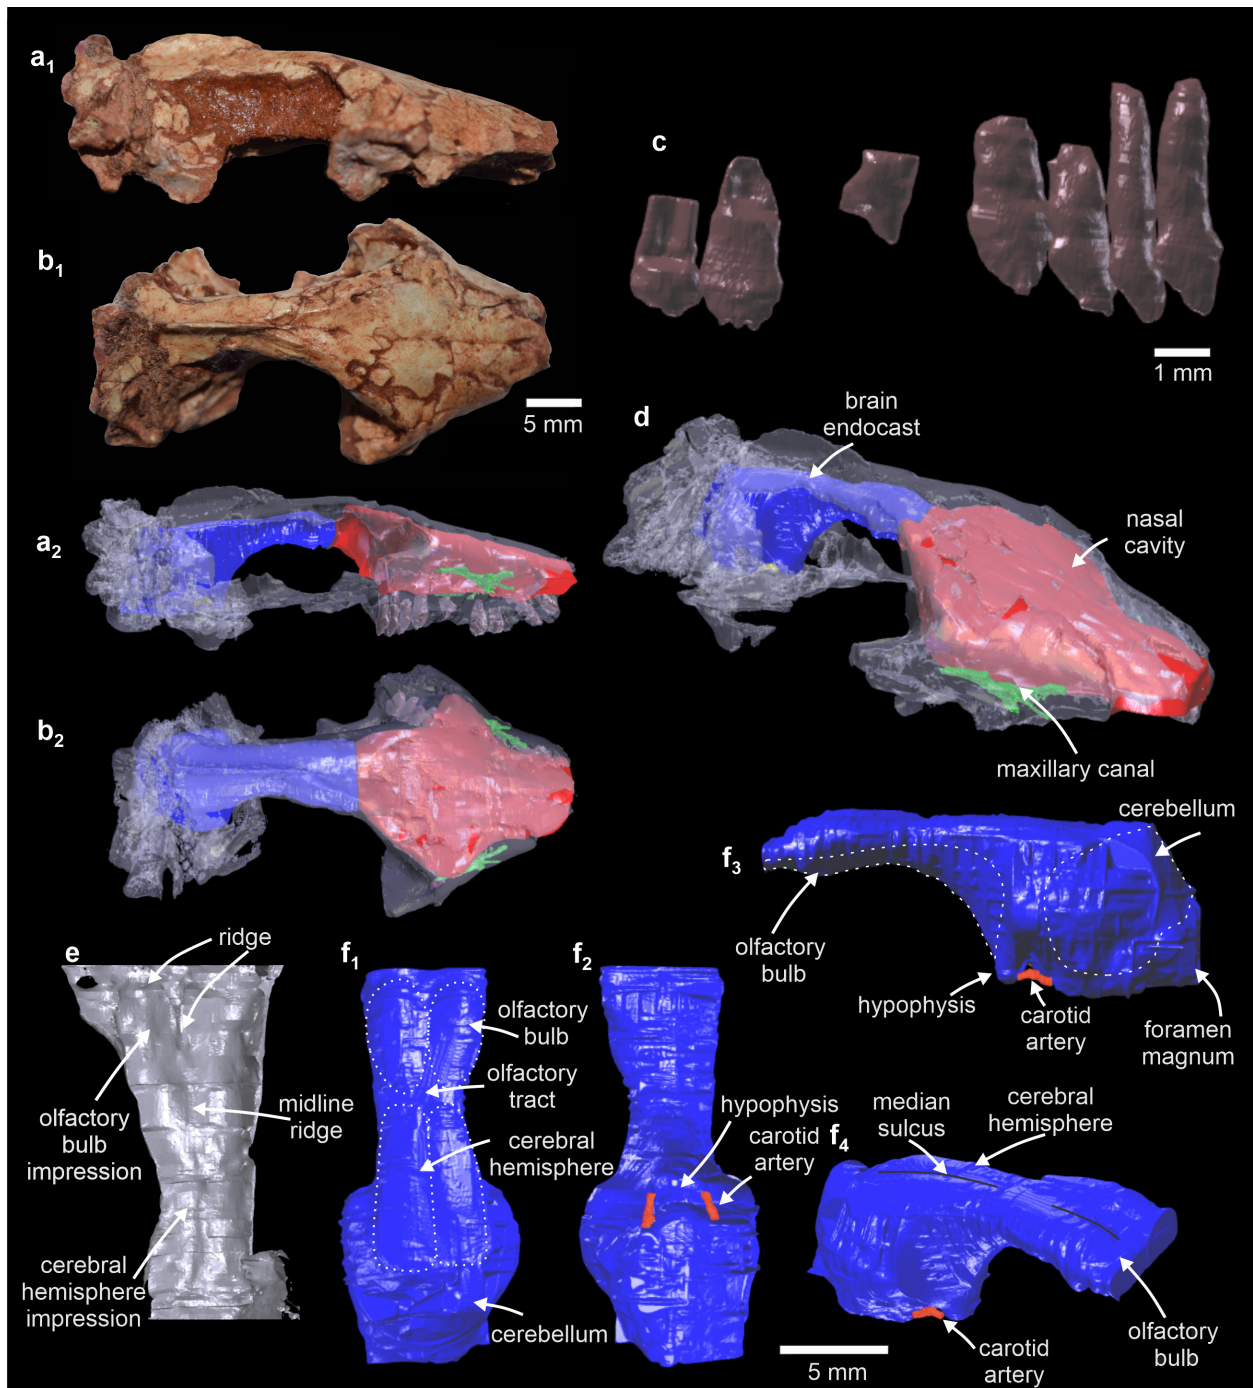 a1
b1
5 mm
c
1 mm
a2
b2
d
brain
endocast
nasal
cavity
maxillary canal
e
ridge
olfactory
bulb
impression
midline
ridge
cerebral
hemisphere
impression
f1
olfactory
bulb
olfactory
tract
cerebral
hemisphere
cerebellum
f2
hypophysis
carotid
artery
f3
cerebellum
olfactory
bulb
hypophysis
carotid
artery
foramen
magnum
f4
median
sulcus
cerebral
hemisphere
carotid
artery
olfactory
bulb
5 mm